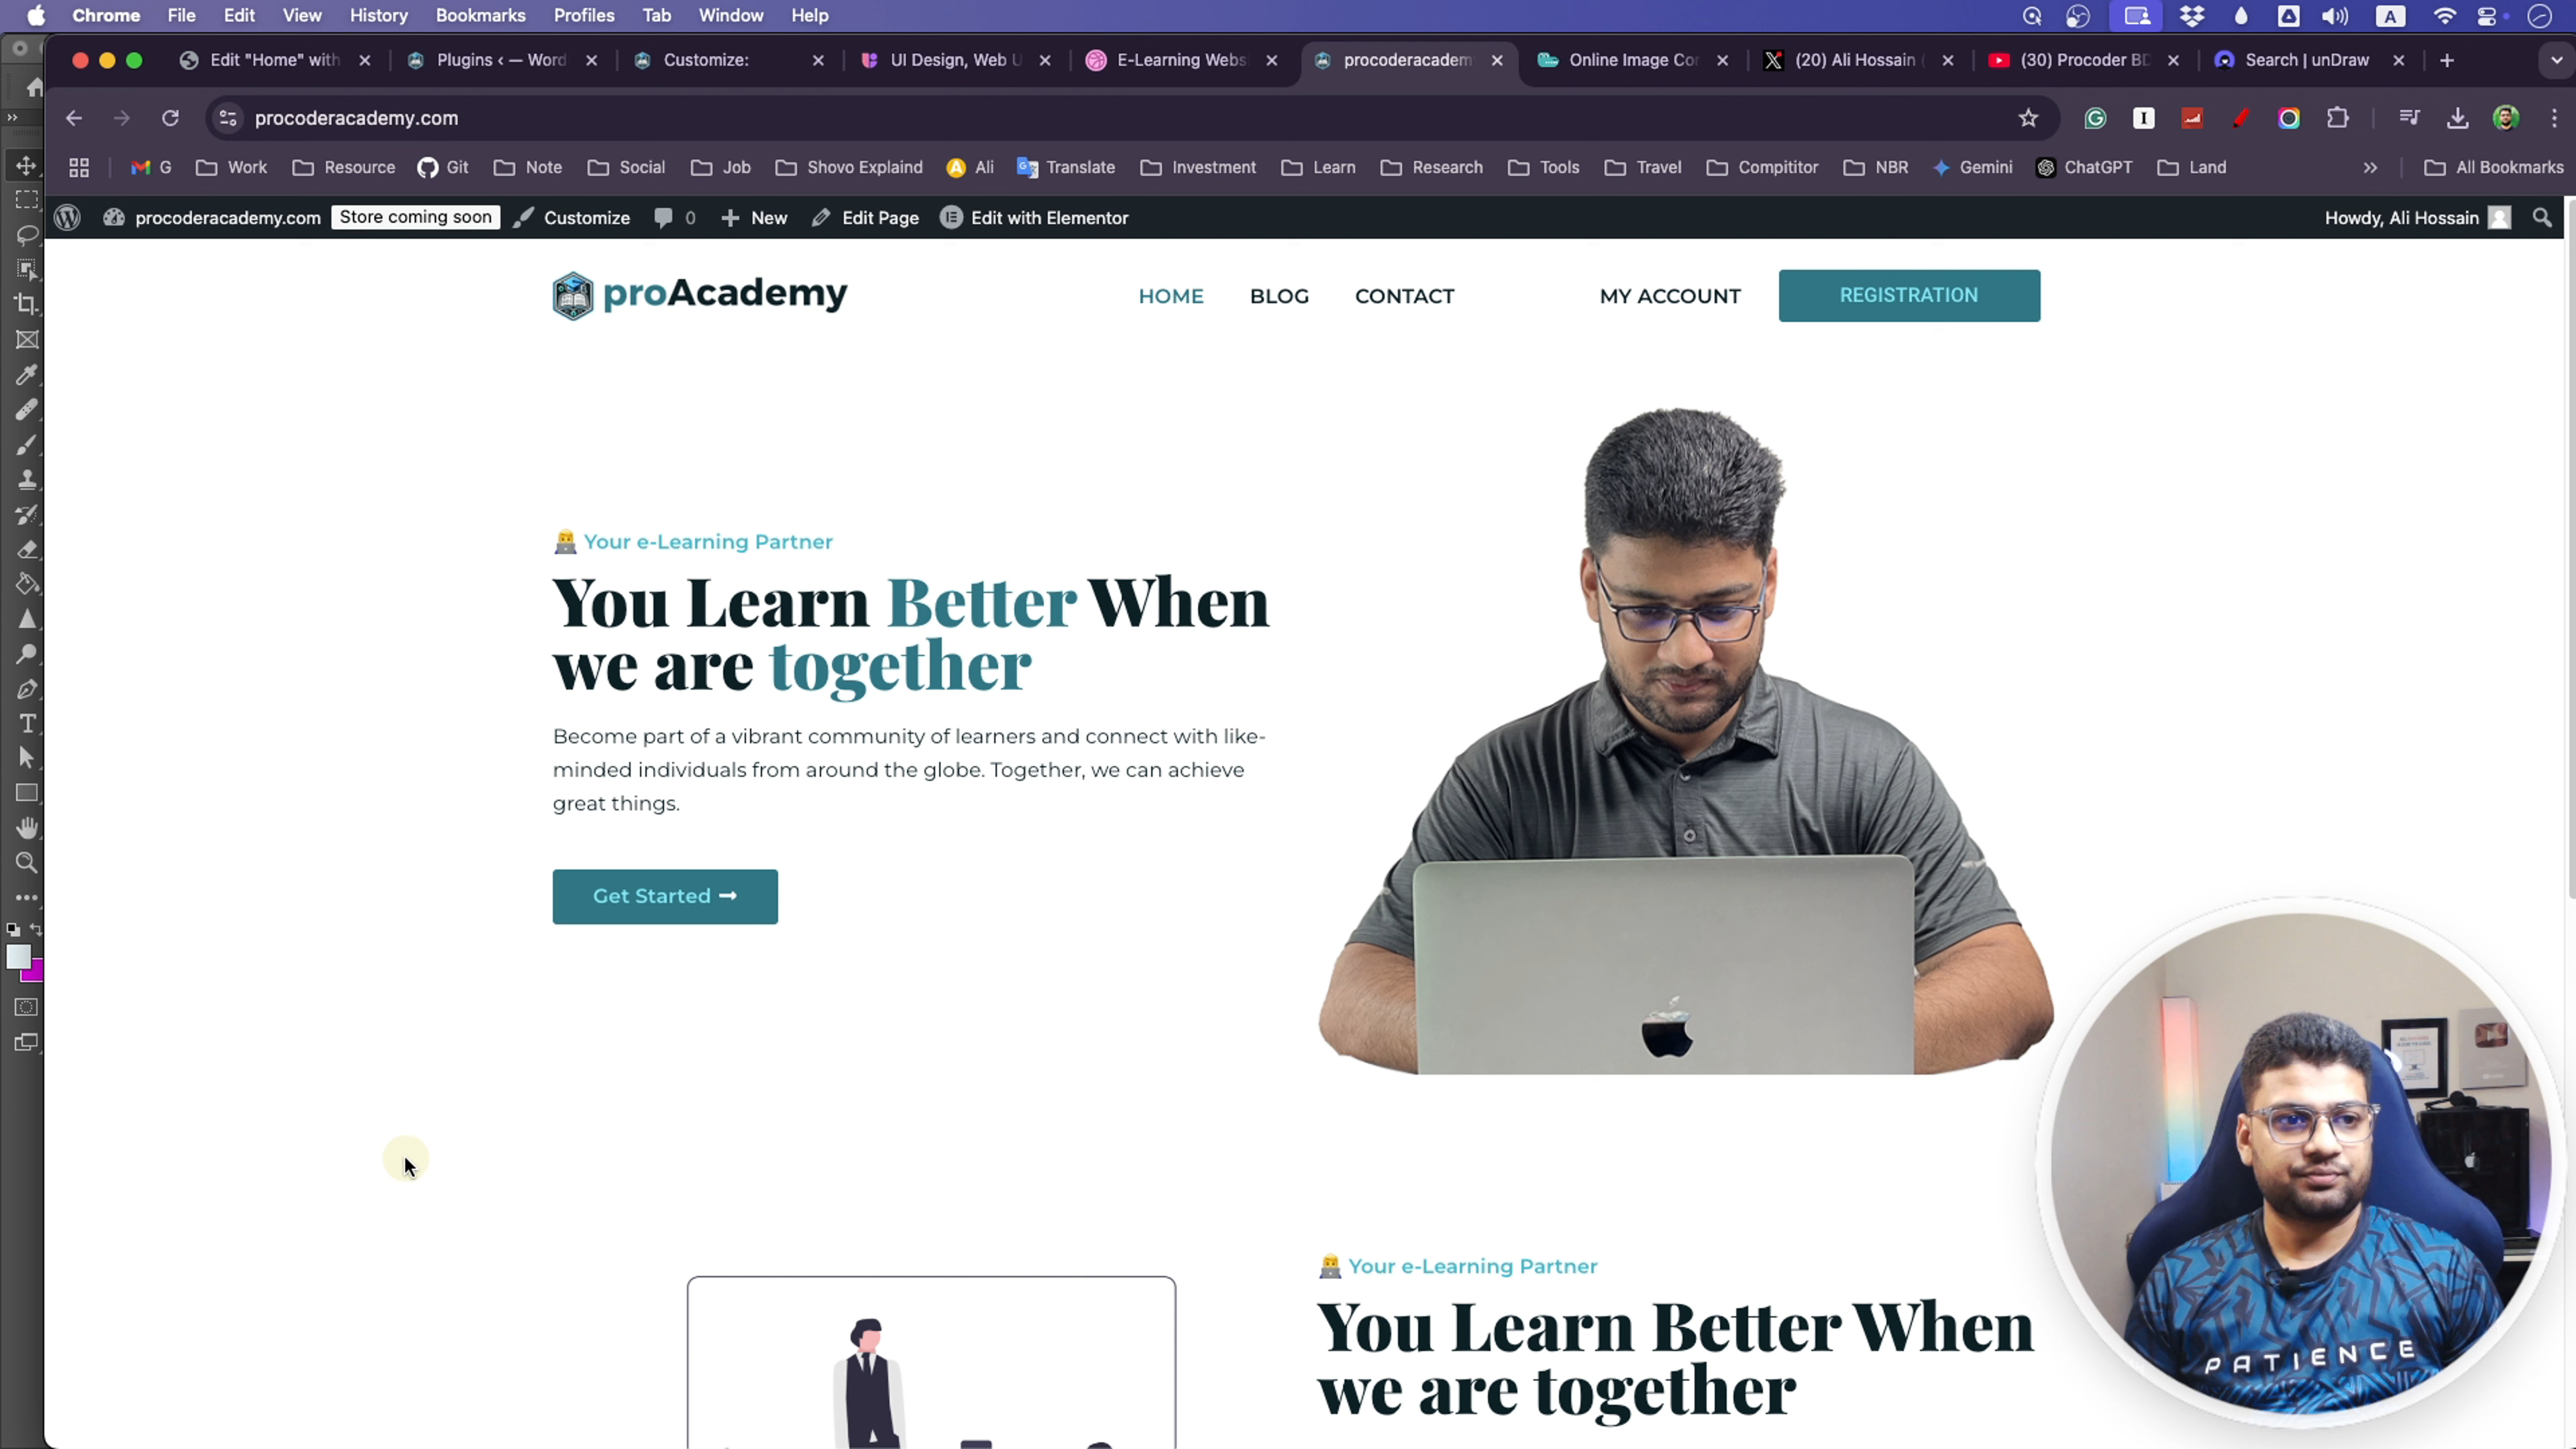 Chrome File Edit View History Bookmarks Profiles Tab Window Help
A
Edit "Home" with
Plugins ‹ — Word
Customize:
UI Design, Web U
E-Learning Webs
procoderacadem
Online Image Con
(20) Ali Hossain (
(30) Procoder BD
Search | unDraw
procoderacademy.com
G Work Resource Git Note Social Job Shovo Explaind Ali Translate Investment Learn Research Tools Travel Compititor NBR Gemini ChatGPT Land All Bookmarks
procoderacademy.com Store coming soon Customize 0 New Edit Page Edit with Elementor Howdy, Ali Hossain
proAcademy
HOME BLOG CONTACT MY ACCOUNT REGISTRATION
Your e-Learning Partner
You Learn Better When
we are together
Become part of a vibrant community of learners and connect with like-
minded individuals from around the globe. Together, we can achieve
great things.
Get Started
Your e-Learning Partner
You Learn Better When
we are together
PATIENCE